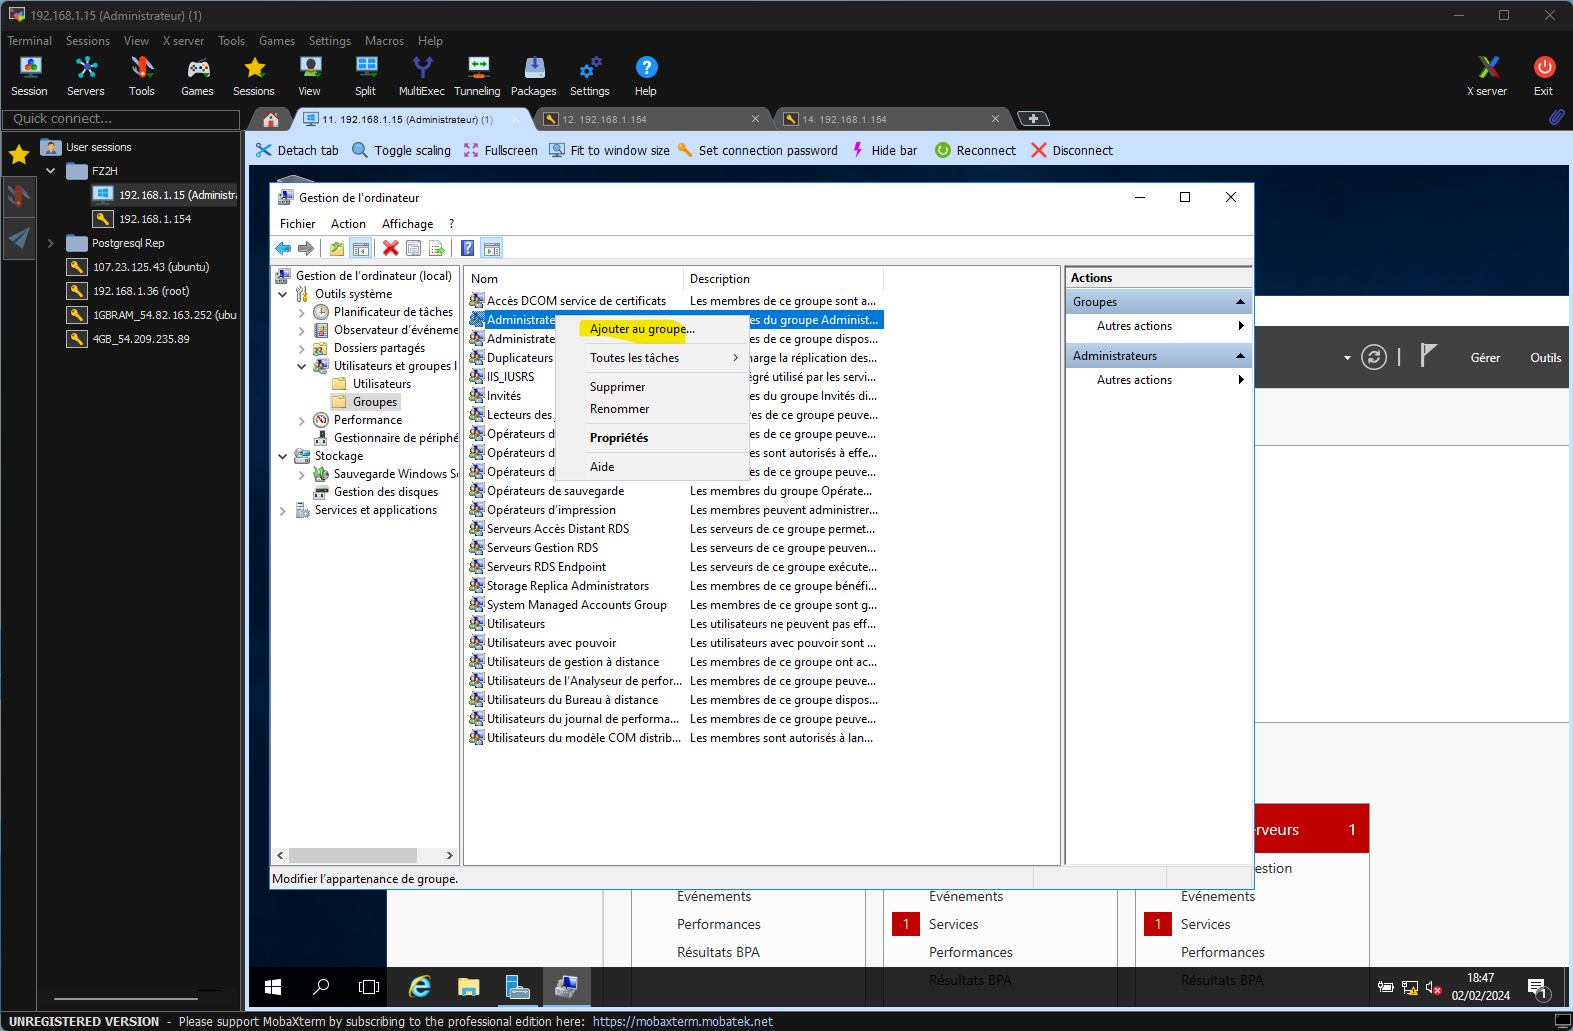 192.168.1.15 (Administrateur) (1)
Terminal Sessions View X server Tools Games Settings Macros Help
Session Servers Tools Games Sessions View Split MultiExec Tunneling Packages Settings Help X server Exit
Quick connect...
11. 192.168.1.15 (Administrateur) (1)
12. 192.168.1.154
14. 192.168.1.154
Detach tab Toggle scaling Fullscreen Fit to window size Set connection password Hide bar Reconnect Disconnect
User sessions
FZ2H
192.168.1.15 (Administra
192.168.1.154
Postgresql Rep
107.23.125.43 (ubuntu)
192.168.1.36 (root)
1GBRAM_54.82.163.252 (ubu
4GB_54.209.235.89
Gestion de l'ordinateur
Fichier Action Affichage ?
Gestion de l'ordinateur (local)
Outils système
Planificateur de tâches
Observateur d'événeme
Dossiers partagés
Utilisateurs et groupes l
Utilisateurs
Groupes
Performance
Gestionnaire de périphé
Stockage
Sauvegarde Windows Se
Gestion des disques
Services et applications
Nom Description
Accès DCOM service de certificats Les membres de ce groupe sont a...
Administrate res du groupe Administ...
Administrate res de ce groupe dispos...
Duplicateurs harge la réplication des...
IIS_IUSRS gré utilisé par les servi...
Invités es du groupe Invités di...
Lecteurs des res de ce groupe peuve...
Opérateurs d es de ce groupe peuve...
Opérateurs d es sont autorisés à effe...
Opérateurs d es de ce groupe peuve...
Opérateurs de sauvegarde Les membres du groupe Opérate...
Opérateurs d'impression Les membres peuvent administrer...
Serveurs Accès Distant RDS Les serveurs de ce groupe permet...
Serveurs Gestion RDS Les serveurs de ce groupe peuven...
Serveurs RDS Endpoint Les serveurs de ce groupe exécute...
Storage Replica Administrators Les membres de ce groupe bénéfi...
System Managed Accounts Group Les membres de ce groupe sont g...
Utilisateurs Les utilisateurs ne peuvent pas eff...
Utilisateurs avec pouvoir Les utilisateurs avec pouvoir sont ...
Utilisateurs de gestion à distance Les membres de ce groupe ont ac...
Utilisateurs de l'Analyseur de perfor... Les membres de ce groupe peuve...
Utilisateurs du Bureau à distance Les membres de ce groupe dispos...
Utilisateurs du journal de performa... Les membres de ce groupe peuve...
Utilisateurs du modèle COM distrib... Les membres sont autorisés à lan...
Ajouter au groupe...
Toutes les tâches
Supprimer
Renommer
Propriétés
Aide
Actions
Groupes
Autres actions
Administrateurs
Autres actions
Gérer Outils
Modifier l'appartenance de groupe.
rveurs 1
estion
Événements
Performances
Résultats BPA
Événements
1 Services
Performances
Résultats BPA
Événements
1 Services
Performances
Résultats BPA
18:47
02/02/2024
1
UNREGISTERED VERSION - Please support MobaXterm by subscribing to the professional edition here: https://mobaxterm.mobatek.net